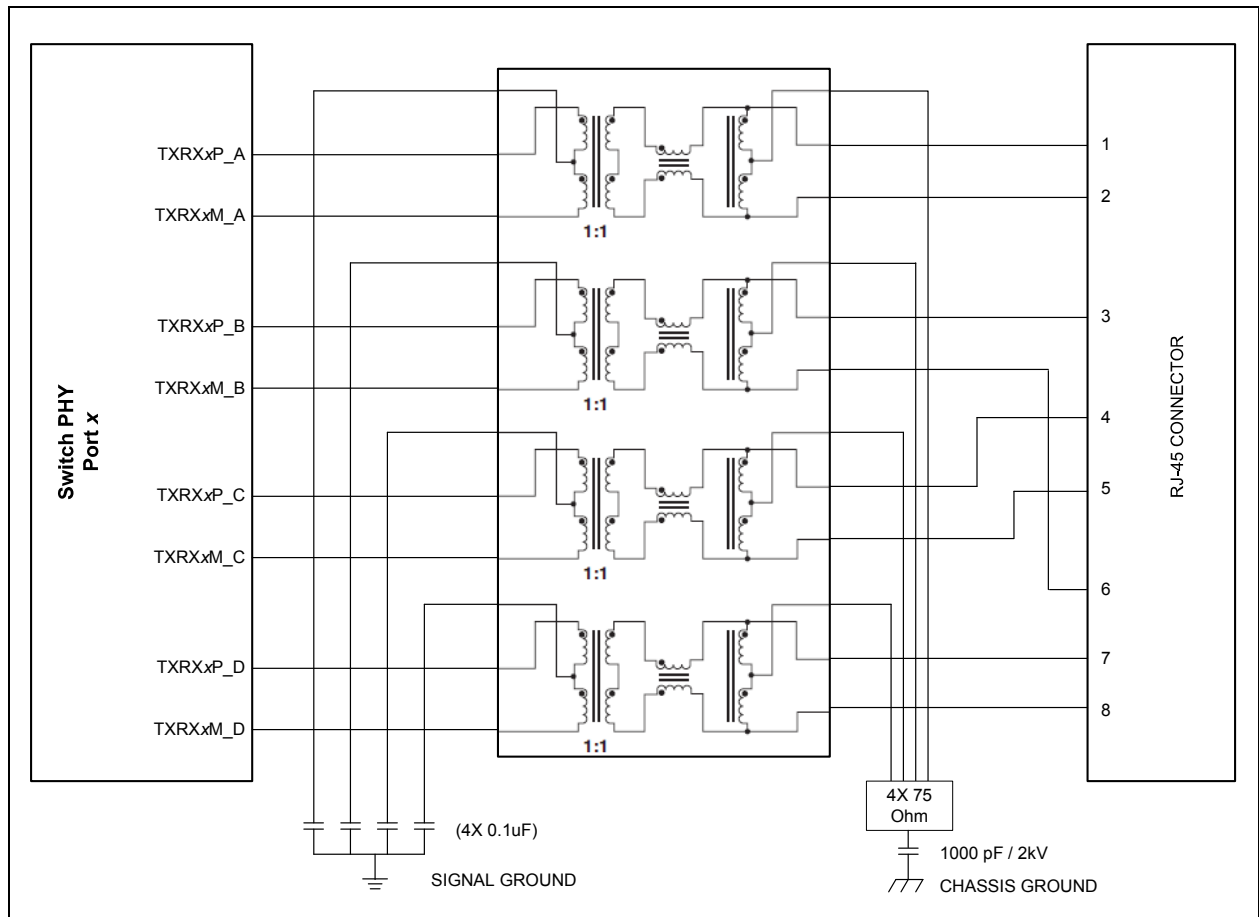 Switch PHY
Port x
TXRXxP_A
TXRXxM_A
TXRXxP_B
TXRXxM_B
TXRXxP_C
TXRXxM_C
TXRXxP_D
TXRXxM_D
1:1
1:1
1:1
1:1
1
2
3
4
5
6
7
8
RJ-45 CONNECTOR
(4X 0.1uF)
SIGNAL GROUND
4X 75
Ohm
1000 pF / 2kV
CHASSIS GROUND